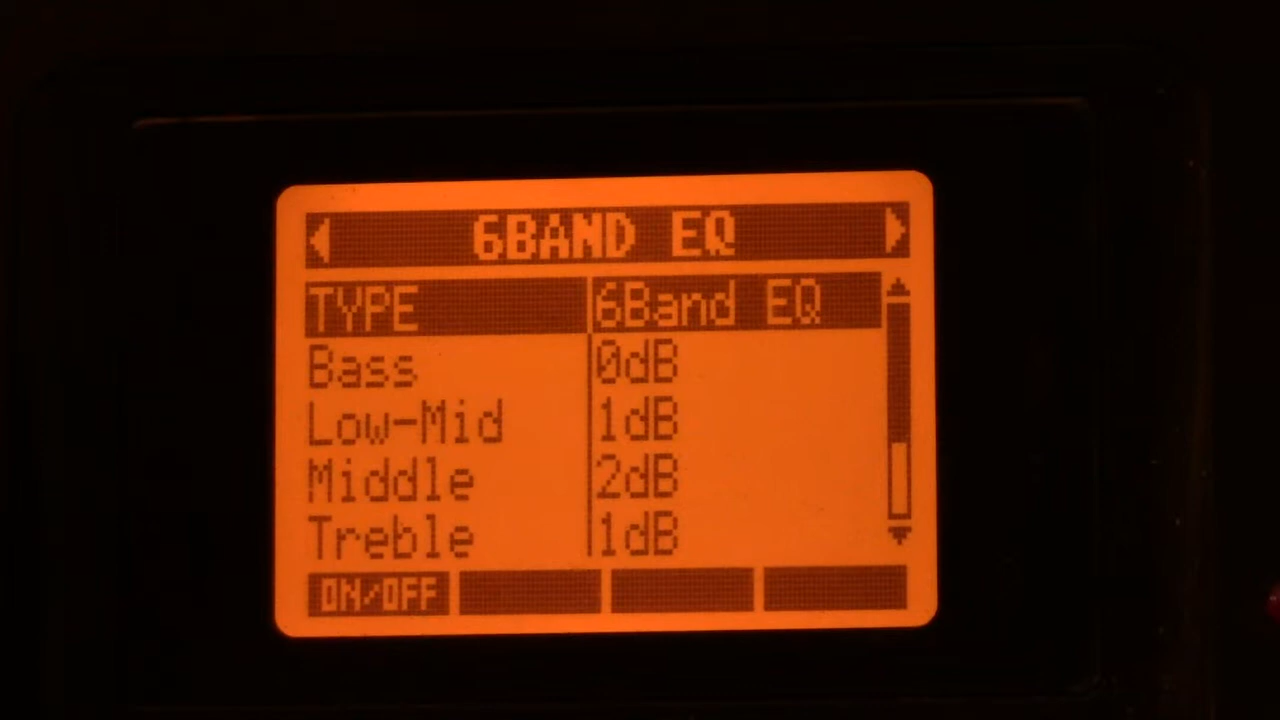 6BAND EQ
TYPE 6Band EQ
Bass 0dB
Low-Mid 1dB
Middle 2dB
Treble 1dB
ON/OFF